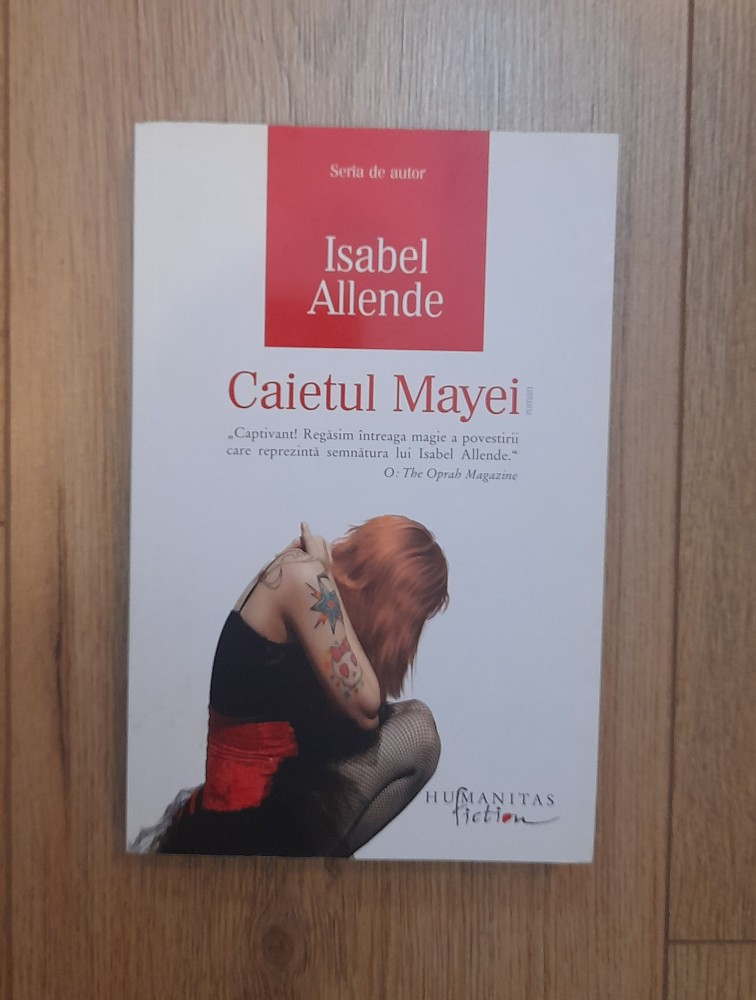 Seria de autor
Isabel
Allende
Caietul Mayei
roman
„Captivant! Regăsim întreaga magie a povestirii
care reprezintă semnătura lui Isabel Allende.“
O: The Oprah Magazine
HUMANITAS
fiction